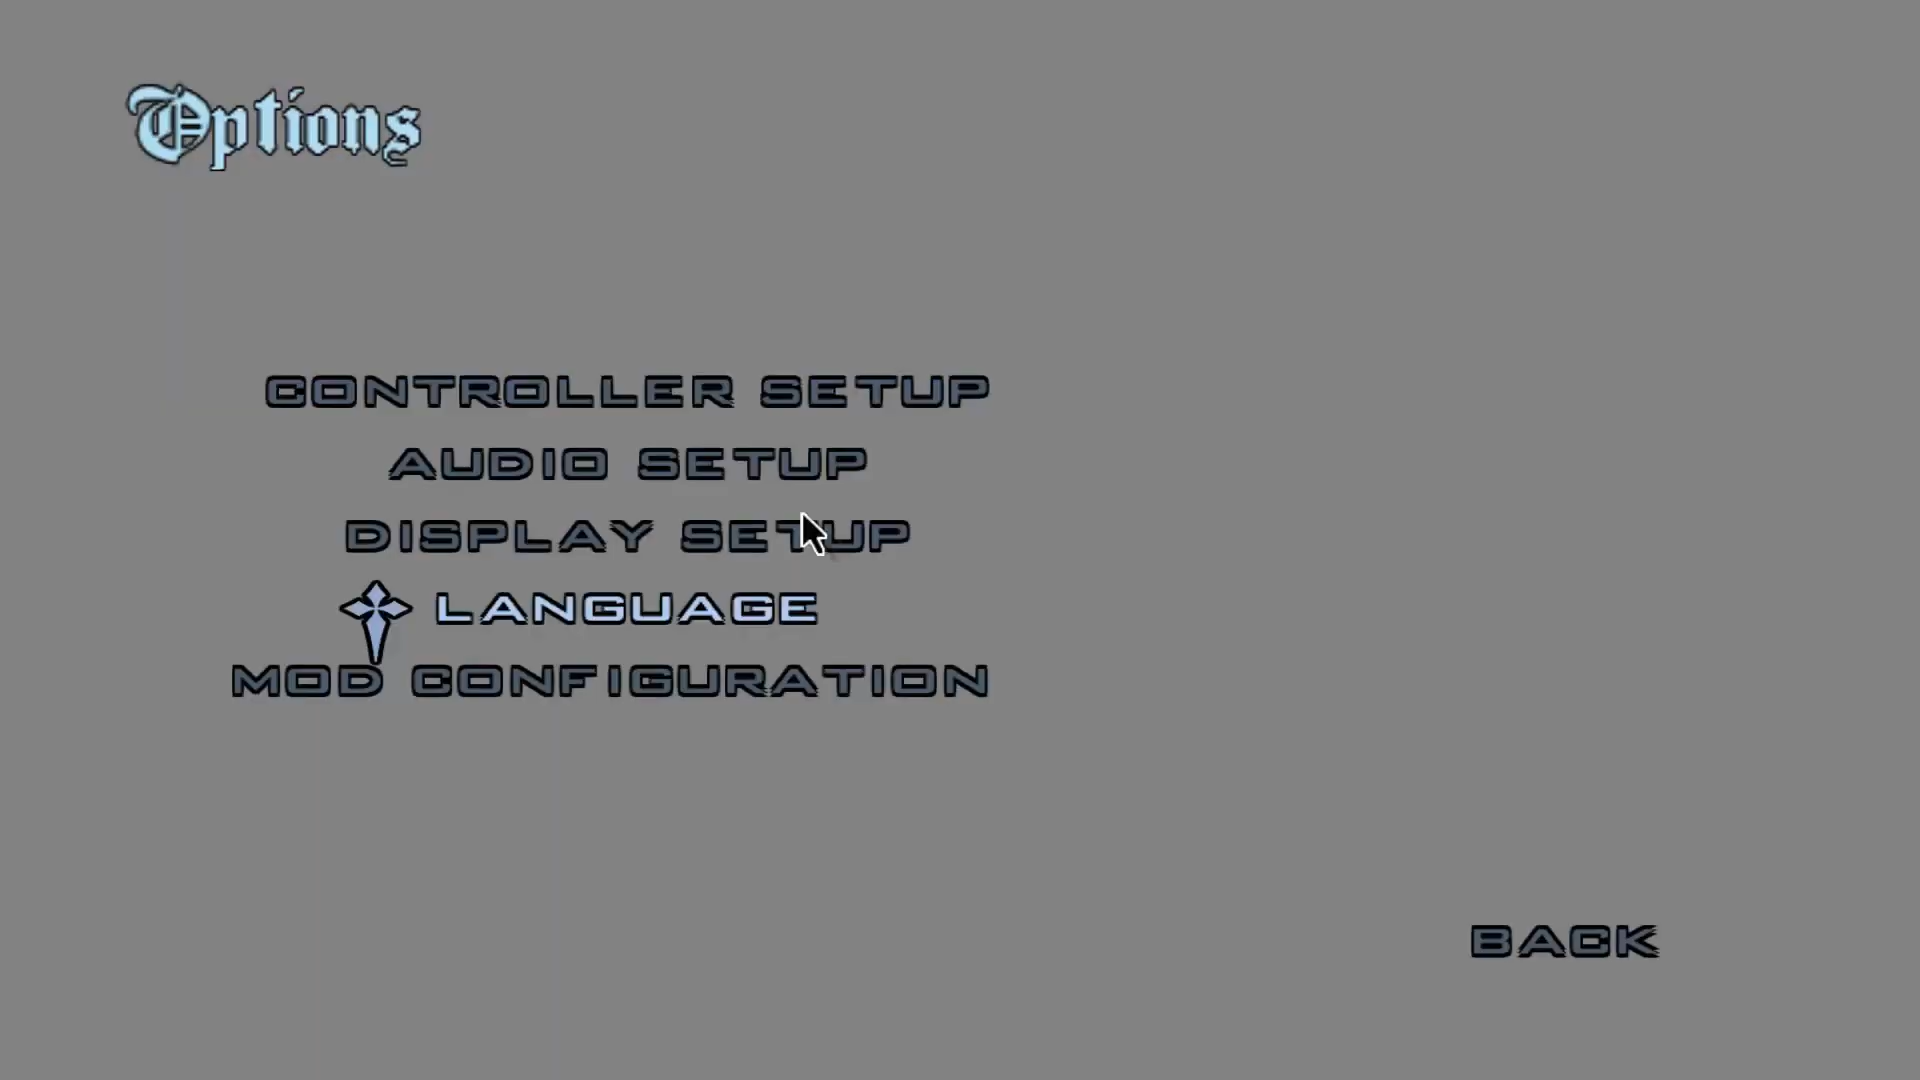 Options
CONTROLLER SETUP
AUDIO SETUP
DISPLAY SETUP
LANGUAGE
MOD CONFIGURATION
BACK